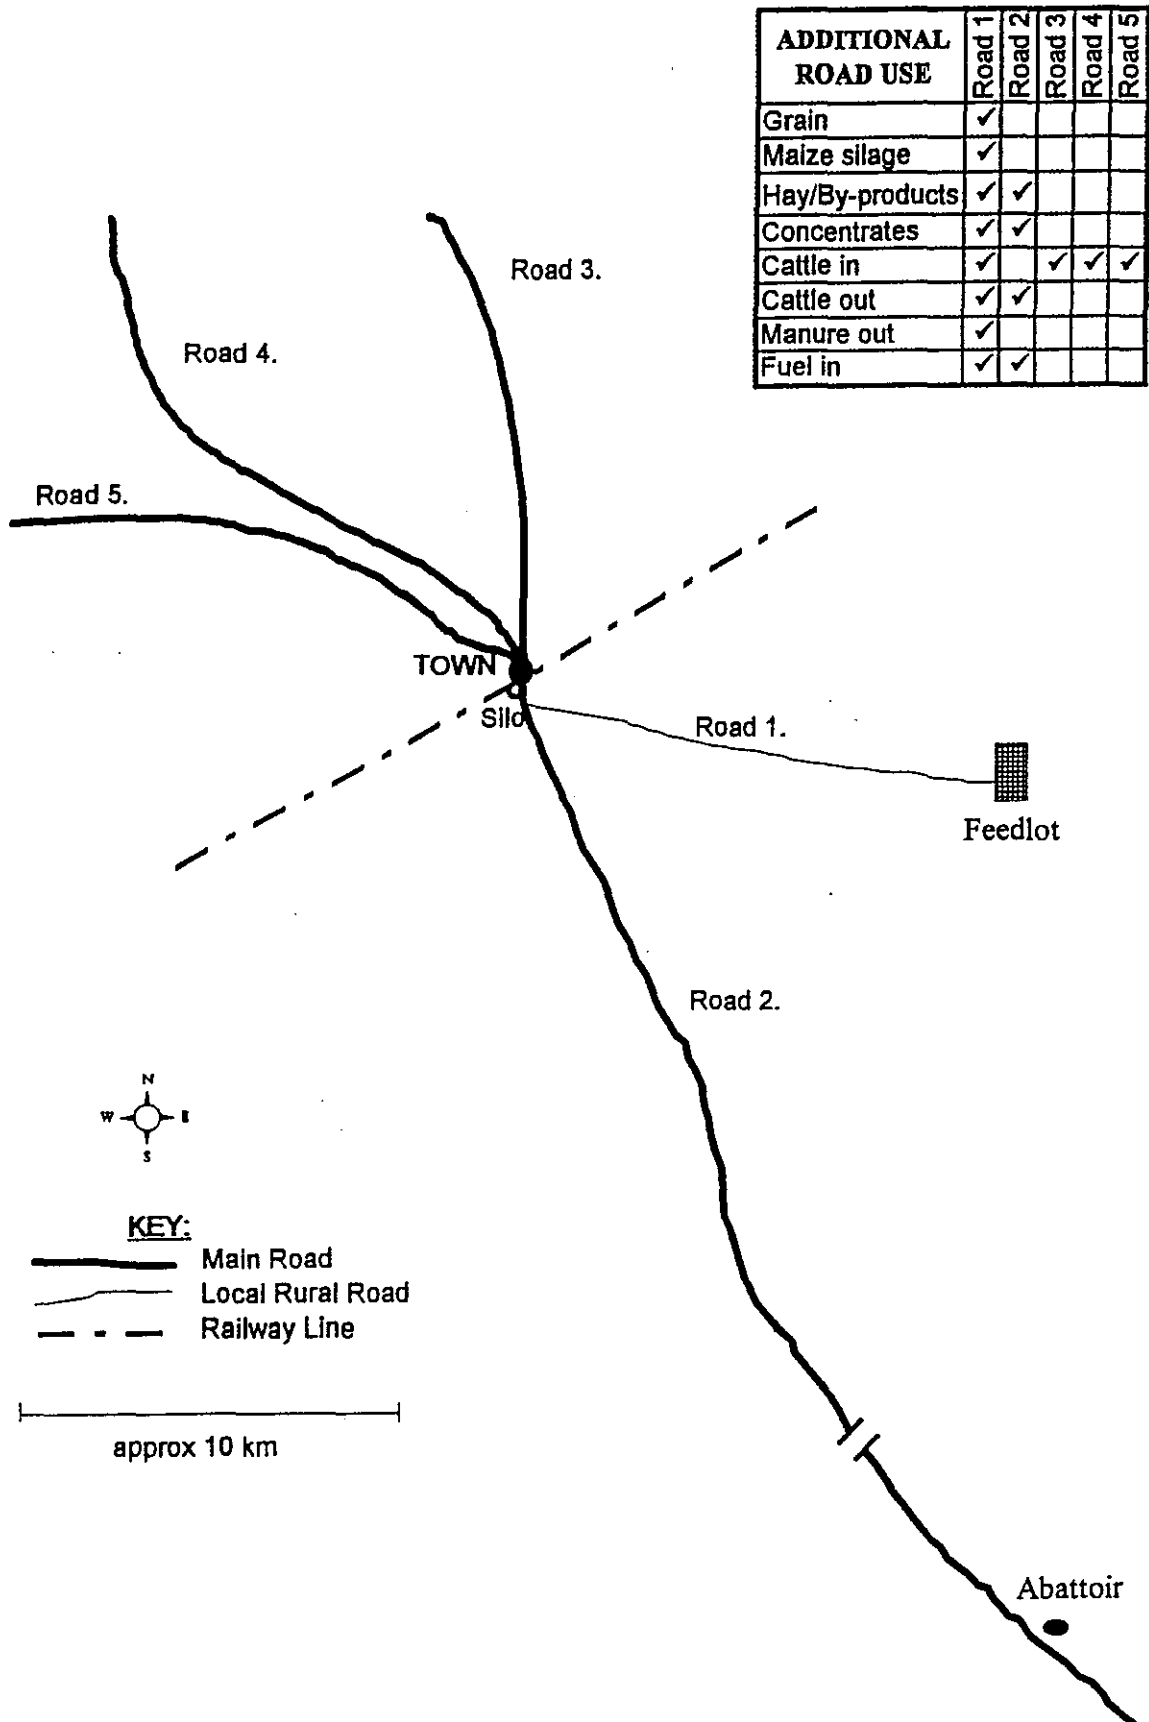 ADDITIONAL
ROAD USE
Road 1
Road 2
Road 3
Road 4
Road 5
Grain ✓
Maize silage ✓
Hay/By-products ✓ ✓
Concentrates ✓ ✓
Cattle in ✓ ✓ ✓ ✓
Cattle out ✓ ✓
Manure out ✓
Fuel in ✓ ✓
Road 3.
Road 4.
Road 5.
TOWN
Silo
Road 1.
Feedlot
Road 2.
N
W E
S
KEY:
Main Road
Local Rural Road
Railway Line
approx 10 km
Abattoir